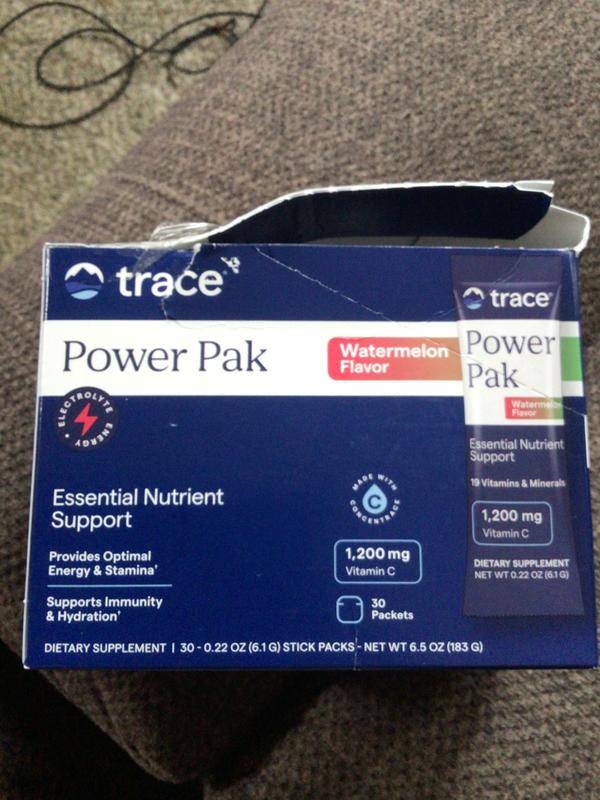 trace
Power Pak
Watermelon
Flavor
ELECTROLYTE ENERGY
Essential Nutrient
Support
Provides Optimal
Energy & Stamina†
Supports Immunity
& Hydration†
MADE WITH
C
CONCENTRACE
1,200 mg
Vitamin C
30
Packets
DIETARY SUPPLEMENT | 30 - 0.22 OZ (6.1 G) STICK PACKS - NET WT 6.5 OZ (183 G)
trace
Power
Pak
Watermelon
Flavor
Essential Nutrient
Support
19 Vitamins & Minerals
1,200 mg
Vitamin C
DIETARY SUPPLEMENT
NET WT 0.22 OZ (6.1 G)